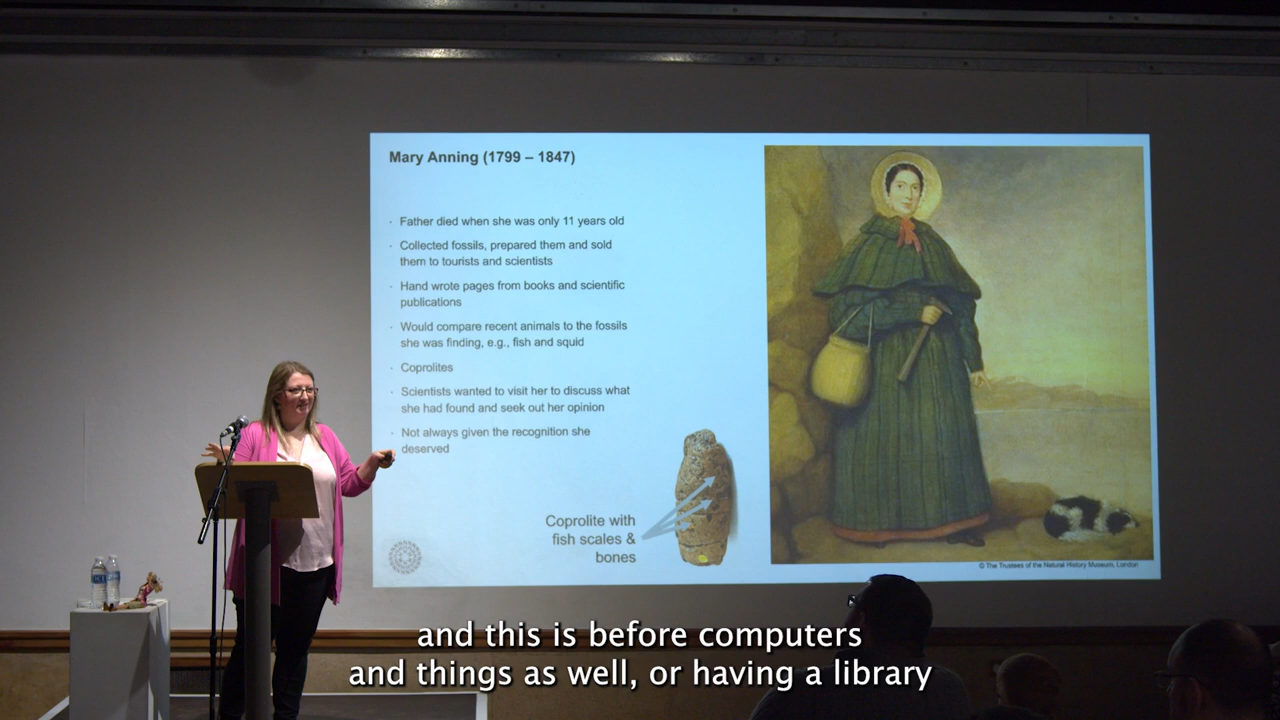 Mary Anning (1799 – 1847)
· Father died when she was only 11 years old
· Collected fossils, prepared them and sold
them to tourists and scientists
· Hand wrote pages from books and scientific
publications
· Would compare recent animals to the fossils
she was finding, e.g., fish and squid
· Coprolites
· Scientists wanted to visit her to discuss what
she had found and seek out her opinion
· Not always given the recognition she
deserved
Coprolite with
fish scales &
bones
© The Trustees of the Natural History Museum, London
and this is before computers
and things as well, or having a library